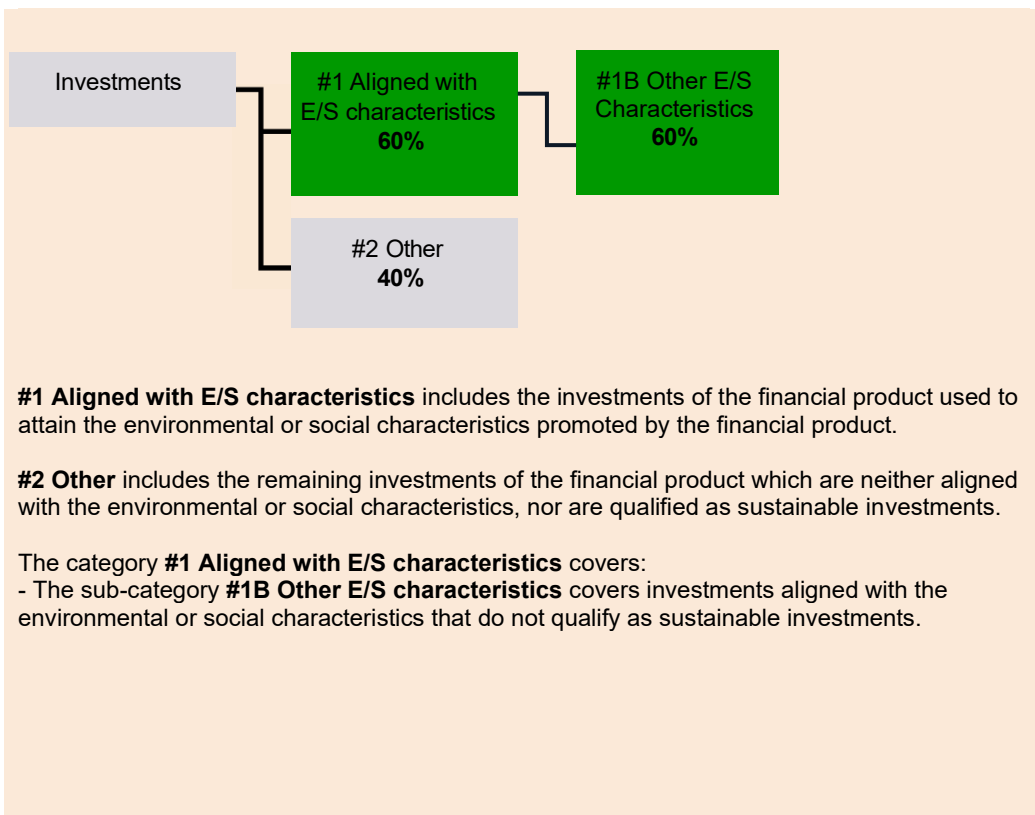 Investments
#1 Aligned with
E/S characteristics
60%
#1B Other E/S
Characteristics
60%
#2 Other
40%
#1 Aligned with E/S characteristics includes the investments of the financial product used to
attain the environmental or social characteristics promoted by the financial product.
#2 Other includes the remaining investments of the financial product which are neither aligned
with the environmental or social characteristics, nor are qualified as sustainable investments.
The category #1 Aligned with E/S characteristics covers:
- The sub-category #1B Other E/S characteristics covers investments aligned with the
environmental or social characteristics that do not qualify as sustainable investments.